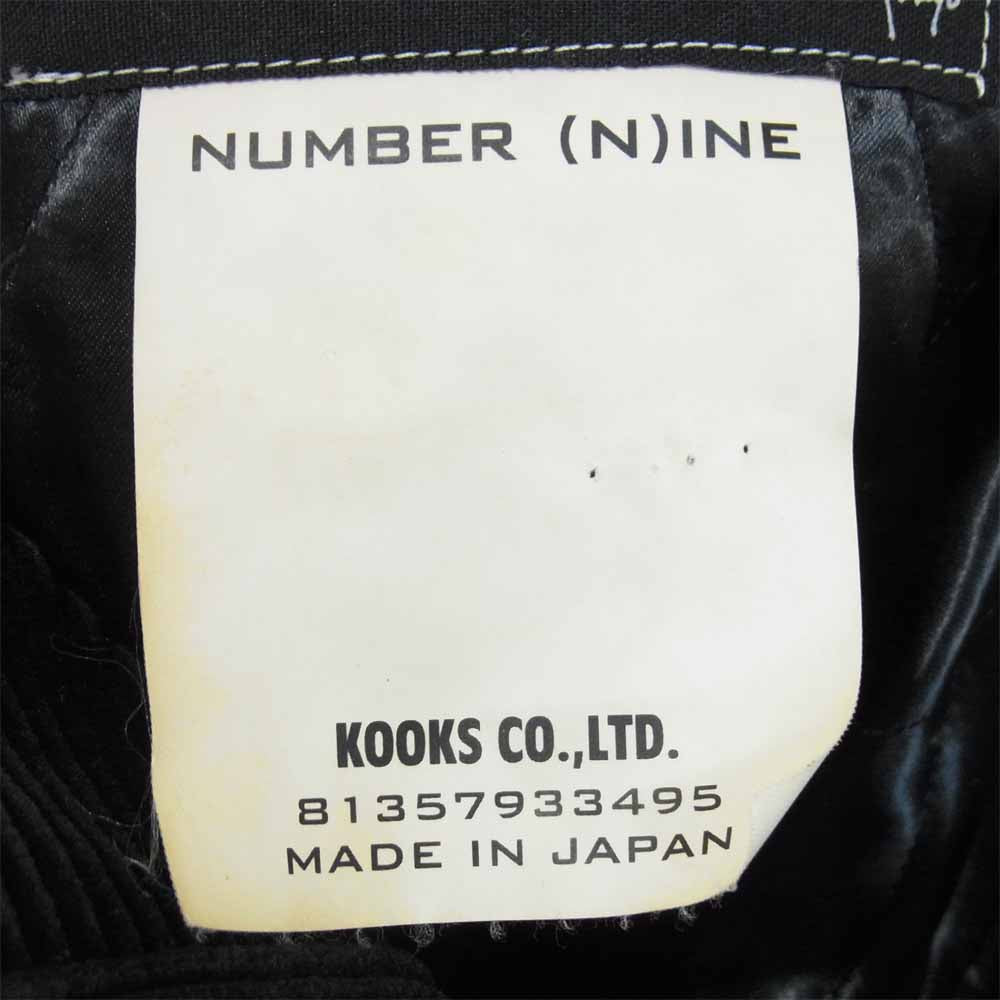 NUMBER (N)INE
KOOKS CO.,LTD.
81357933495
MADE IN JAPAN